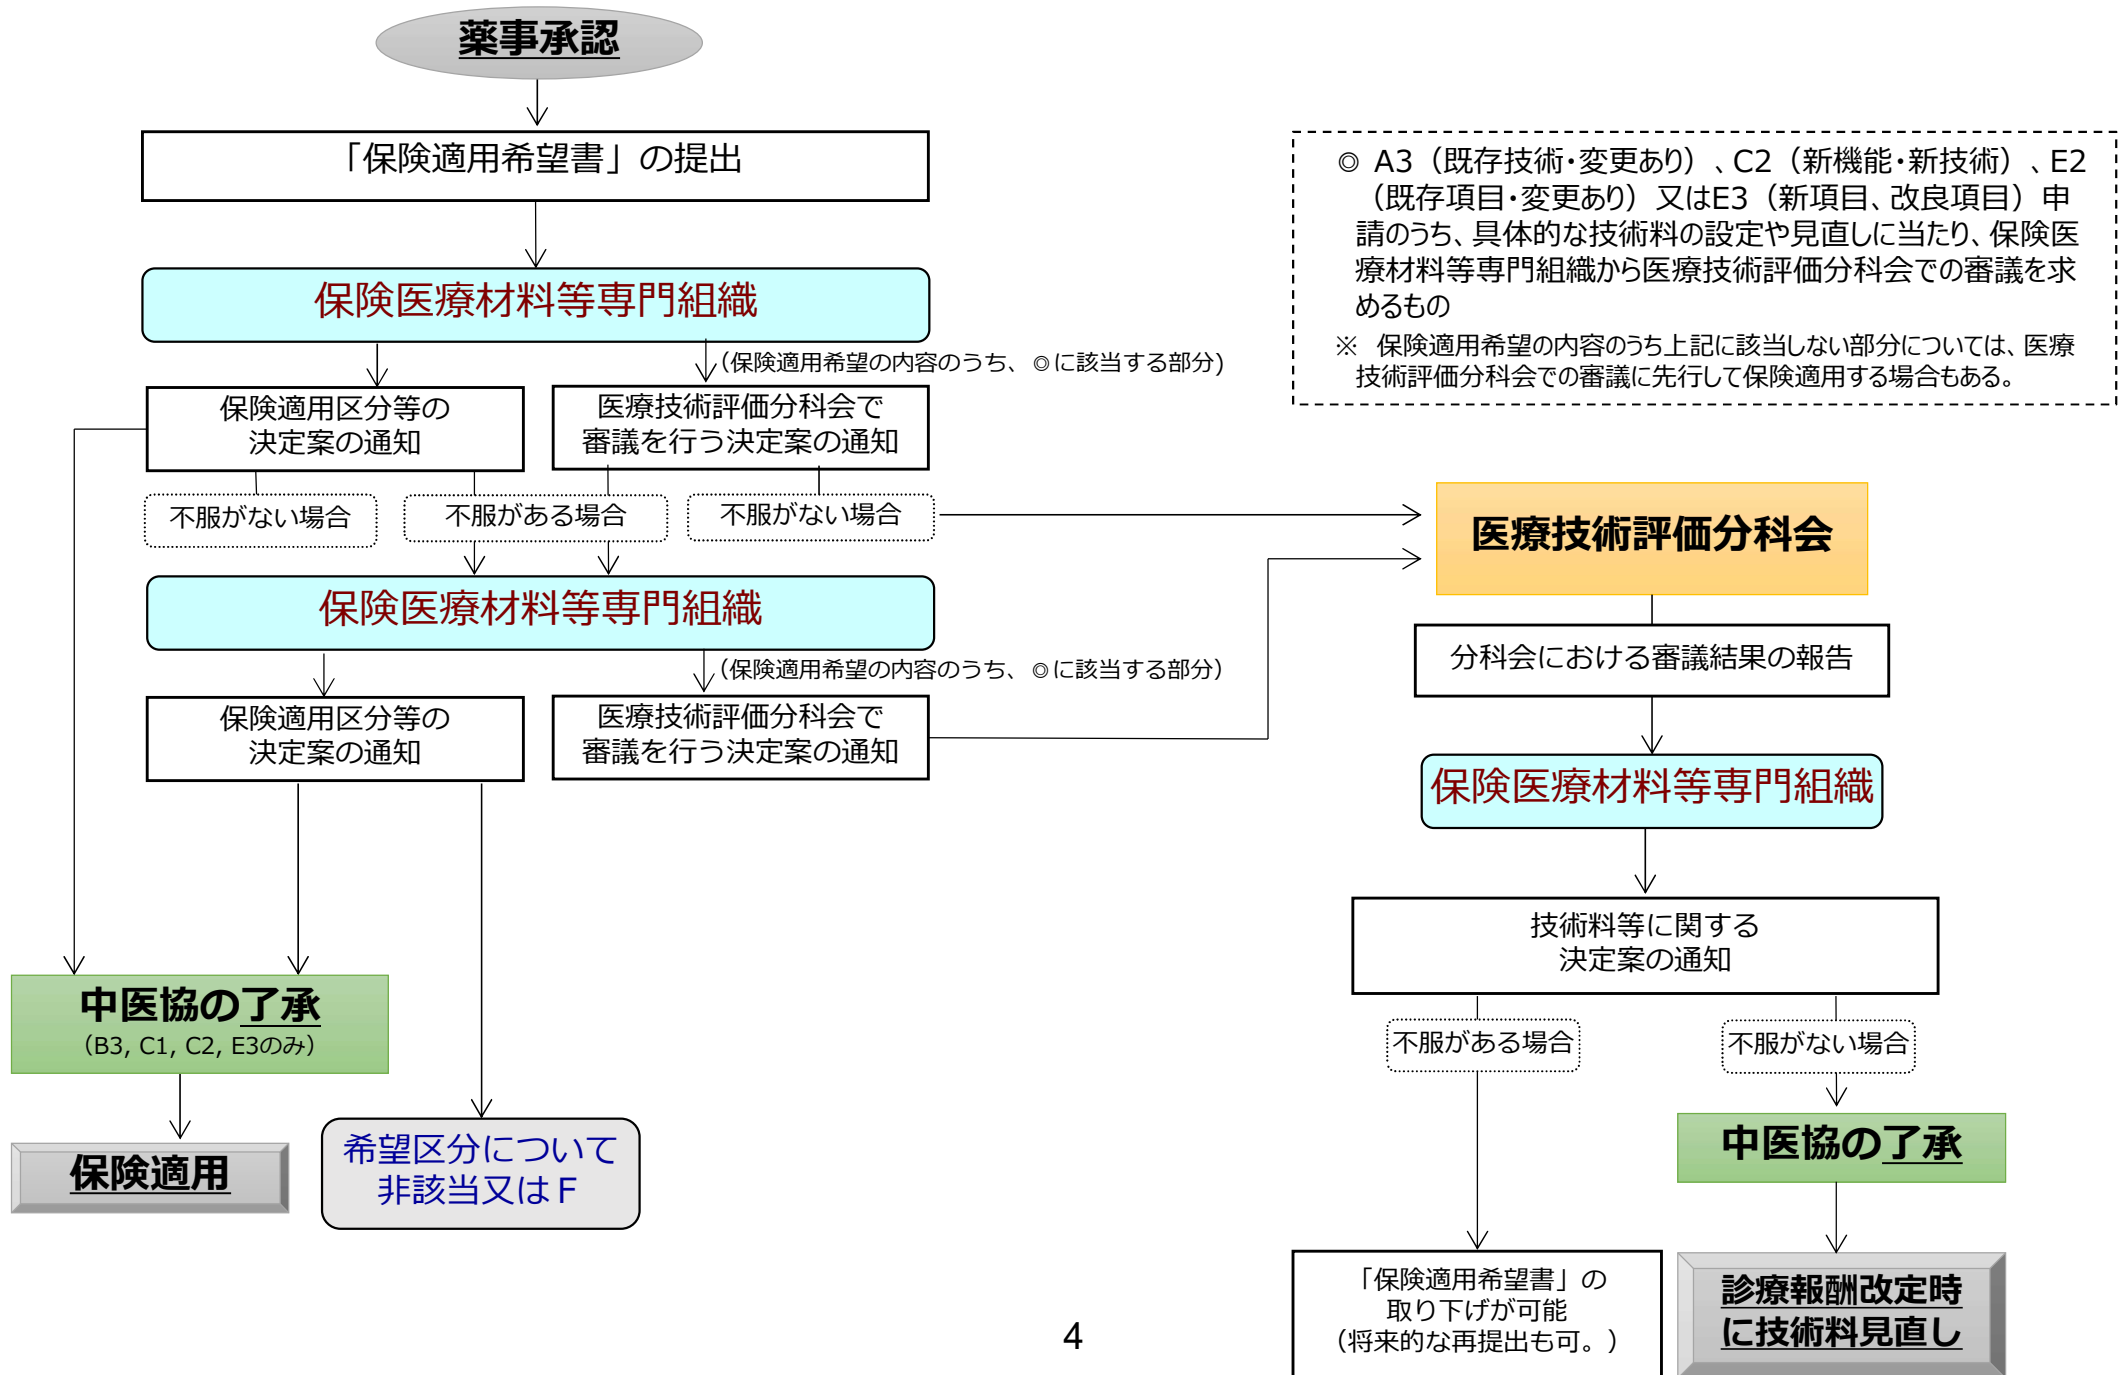 薬事承認
「保険適用希望書」の提出
◎ A3（既存技術・変更あり）、C2（新機能・新技術）、E2
（既存項目・変更あり）又はE3（新項目、改良項目）申
請のうち、具体的な技術料の設定や見直しに当たり、保険医
療材料等専門組織から医療技術評価分科会での審議を求
めるもの
※ 保険適用希望の内容のうち上記に該当しない部分については、医療
技術評価分科会での審議に先行して保険適用する場合もある。
保険医療材料等専門組織
（保険適用希望の内容のうち、◎に該当する部分）
保険適用区分等の
決定案の通知
医療技術評価分科会で
審議を行う決定案の通知
不服がない場合
不服がある場合
不服がない場合
医療技術評価分科会
保険医療材料等専門組織
（保険適用希望の内容のうち、◎に該当する部分）
分科会における審議結果の報告
保険適用区分等の
決定案の通知
医療技術評価分科会で
審議を行う決定案の通知
保険医療材料等専門組織
技術料等に関する
決定案の通知
中医協の了承
（B3, C1, C2, E3のみ）
不服がある場合
不服がない場合
保険適用
希望区分について
非該当又はＦ
中医協の了承
「保険適用希望書」の
取り下げが可能
（将来的な再提出も可。）
診療報酬改定時
に技術料見直し
4